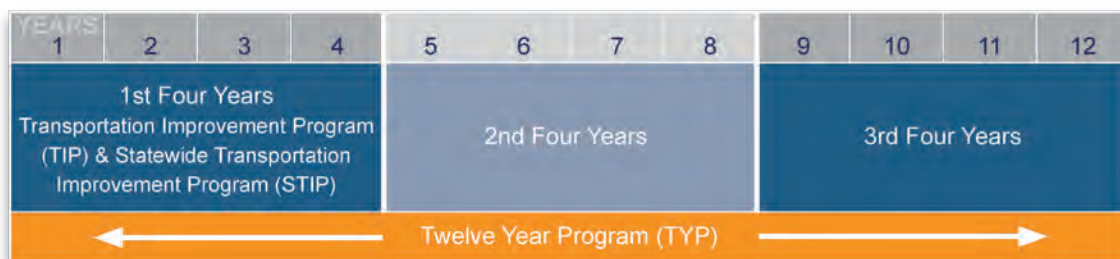 YEARS
1 2 3 4 5 6 7 8 9 10 11 12
1st Four Years
Transportation Improvement Program
(TIP) & Statewide Transportation
Improvement Program (STIP)
2nd Four Years
3rd Four Years
Twelve Year Program (TYP)